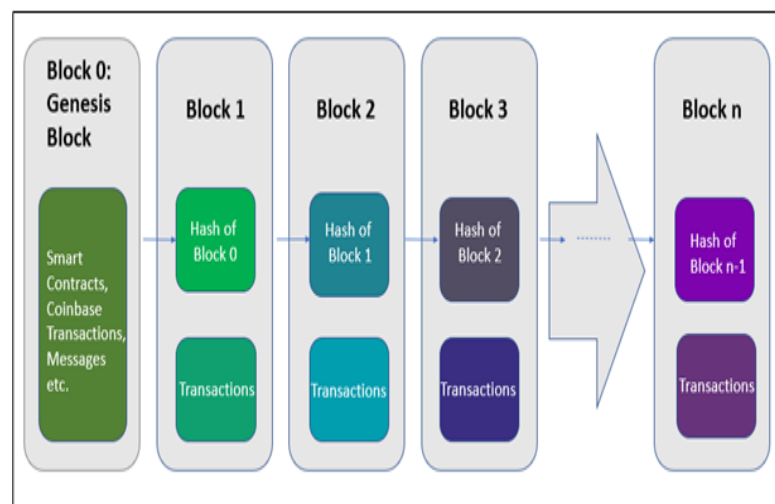 Block 0:
Genesis
Block
Smart
Contracts,
Coinbase
Transactions,
Messages
etc.
Block 1
Hash of
Block 0
Transactions
Block 2
Hash of
Block 1
Transactions
Block 3
Hash of
Block 2
Transactions
........
Block n
Hash of
Block n-1
Transactions